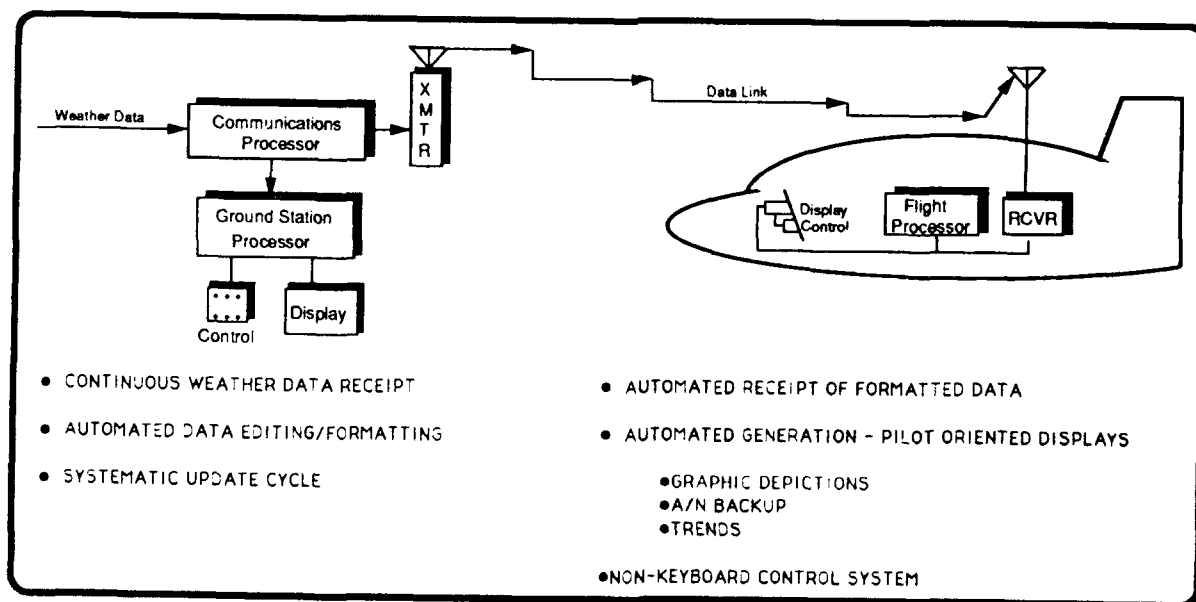 Weather Data
Communications
Processor
X
M
T
R
Data Link
Ground Station
Processor
Control
Display
Display
Control
Flight
Processor
RCVR
● CONTINUOUS WEATHER DATA RECEIPT
● AUTOMATED DATA EDITING/FORMATTING
● SYSTEMATIC UPDATE CYCLE
● AUTOMATED RECEIPT OF FORMATTED DATA
● AUTOMATED GENERATION - PILOT ORIENTED DISPLAYS
●GRAPHIC DEPICTIONS
●A/N BACKUP
●TRENDS
●NON-KEYBOARD CONTROL SYSTEM